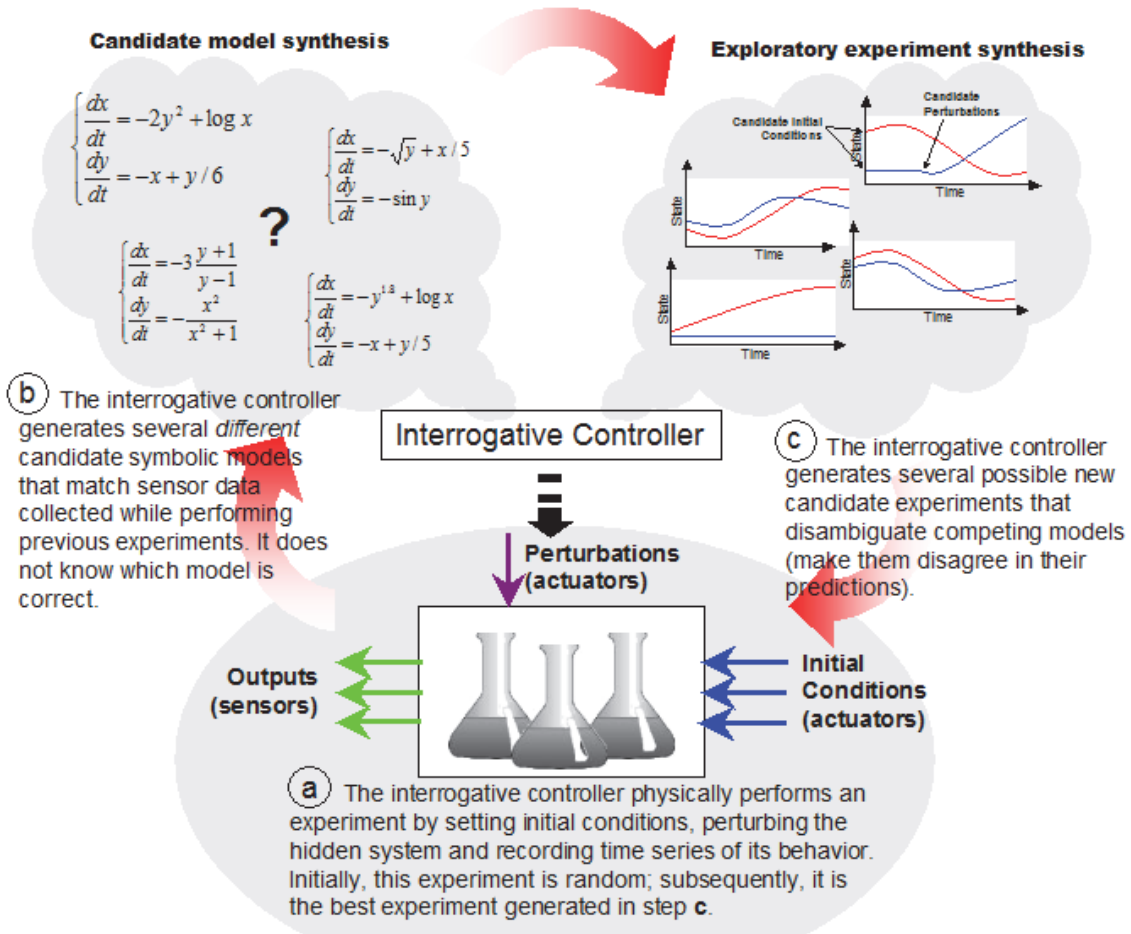 Candidate model synthesis
dx/dt = -2y² + log x
dy/dt = -x + y/6
dx/dt = -√y + x/5
dy/dt = -sin y
?
dx/dt = -3 (y+1)/(y-1)
dy/dt = - x²/(x²+1)
dx/dt = -y^1.8 + log x
dy/dt = -x + y/5
Exploratory experiment synthesis
Candidate Initial
Conditions
Candidate
Perturbations
State
Time
State
Time
State
Time
State
Time
b The interrogative controller
generates several different
candidate symbolic models
that match sensor data
collected while performing
previous experiments. It does
not know which model is
correct.
Interrogative Controller
c The interrogative controller
generates several possible new
candidate experiments that
disambiguate competing models
(make them disagree in their
predictions).
Perturbations
(actuators)
Outputs
(sensors)
Initial
Conditions
(actuators)
a The interrogative controller physically performs an
experiment by setting initial conditions, perturbing the
hidden system and recording time series of its behavior.
Initially, this experiment is random; subsequently, it is
the best experiment generated in step c.